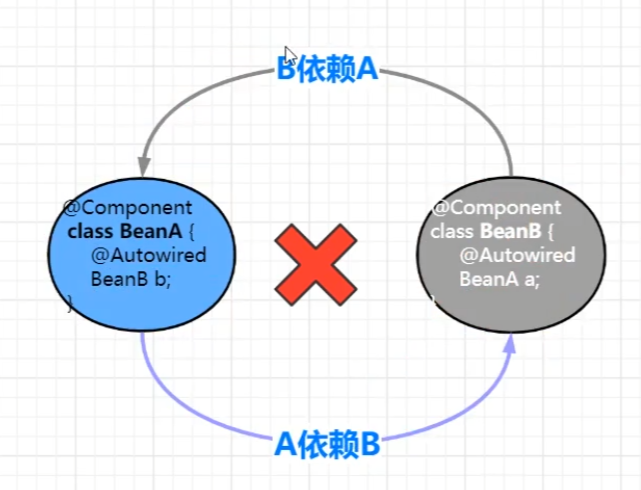 B依赖A
@Component
class BeanA {
@Autowired
BeanB b;
}
@Component
class BeanB {
@Autowired
BeanA a;
}
A依赖B